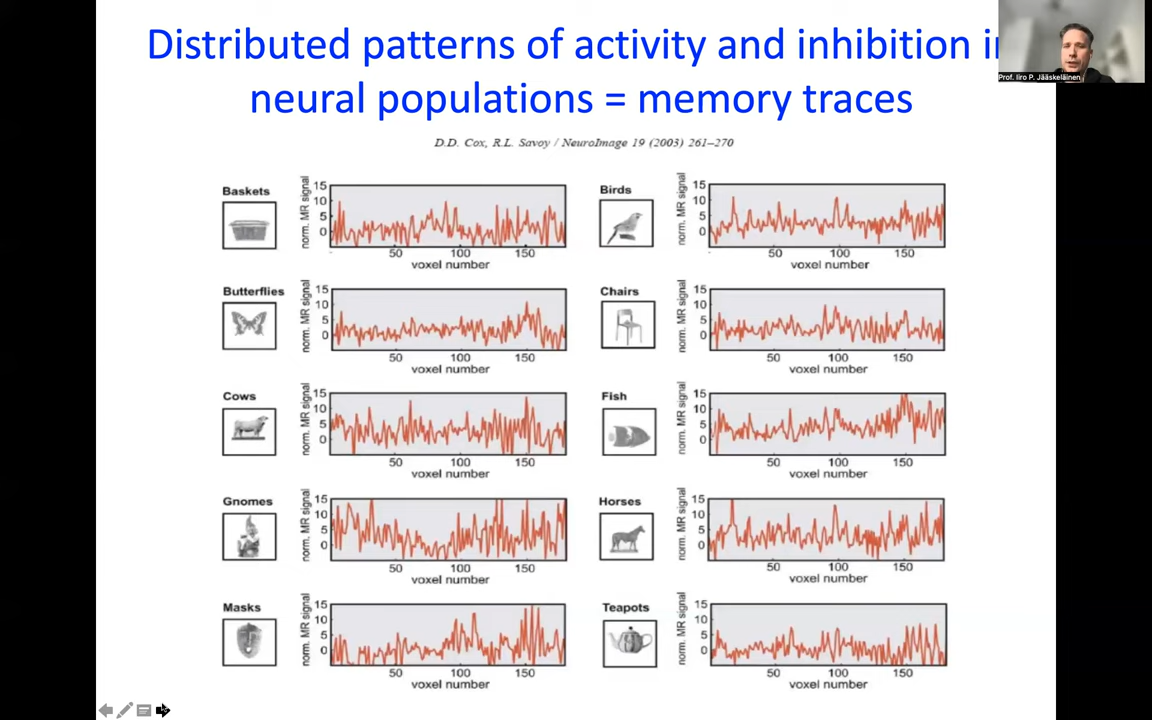 Distributed patterns of activity and inhibition in
neural populations = memory traces
Prof. Iiro P. Jääskeläinen
D.D. Cox, R.L. Savoy / NeuroImage 19 (2003) 261–270
Baskets
norm. MR signal
15
10
5
0
50 100 150
voxel number
Birds
norm. MR signal
15
10
5
0
50 100 150
voxel number
Butterflies
norm. MR signal
15
10
5
0
50 100 150
voxel number
Chairs
norm. MR signal
15
10
5
0
50 100 150
voxel number
Cows
norm. MR signal
15
10
5
0
50 100 150
voxel number
Fish
norm. MR signal
15
10
5
0
50 100 150
voxel number
Gnomes
norm. MR signal
15
10
5
0
50 100 150
voxel number
Horses
norm. MR signal
15
10
5
0
50 100 150
voxel number
Masks
norm. MR signal
15
10
5
0
50 100 150
voxel number
Teapots
norm. MR signal
15
10
5
0
50 100 150
voxel number